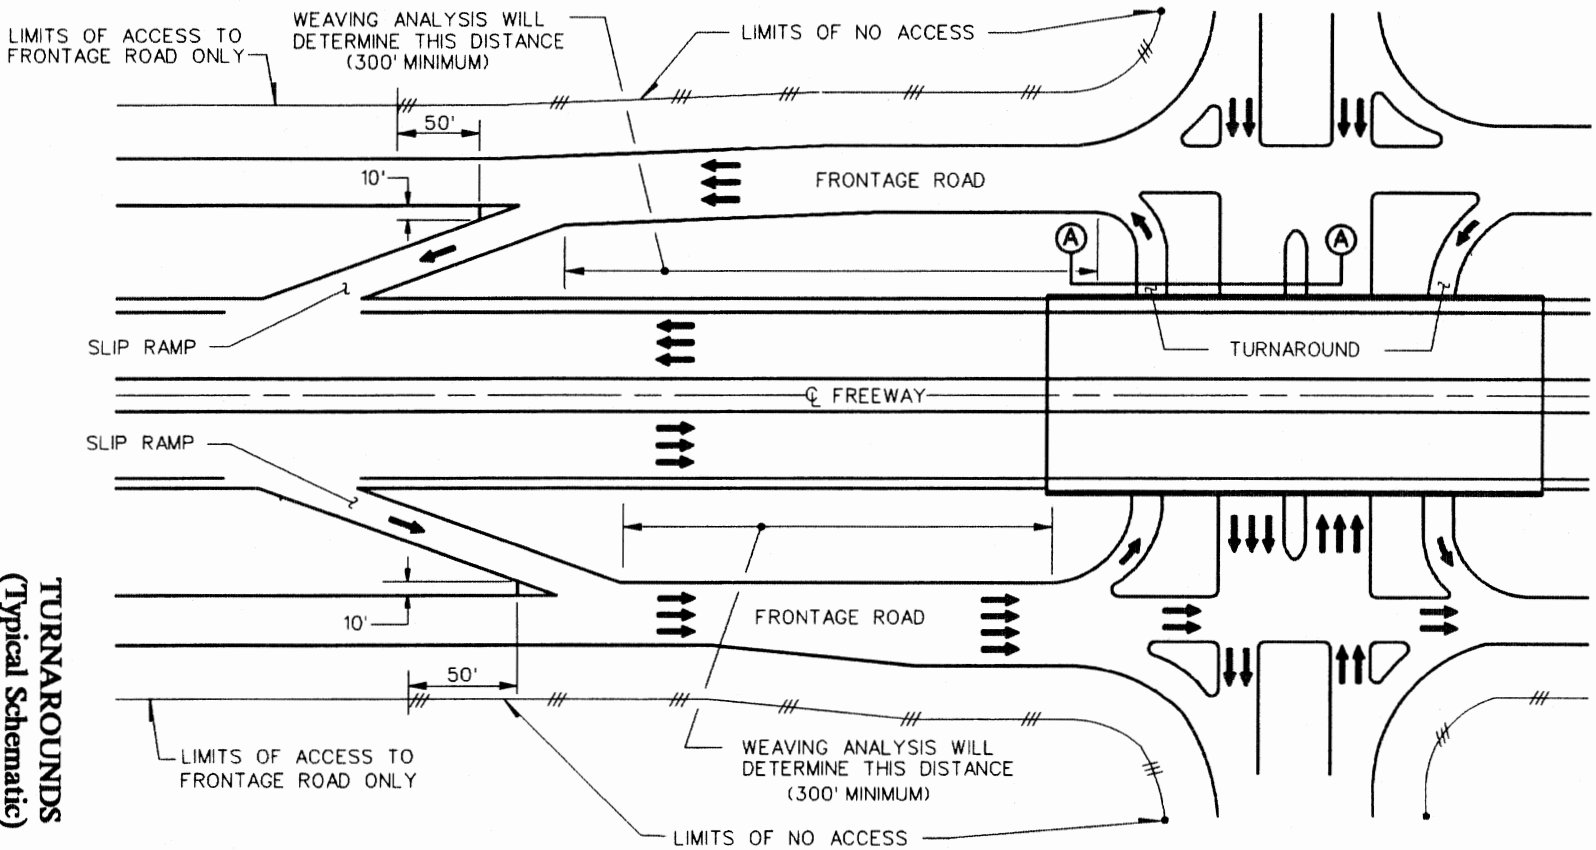 LIMITS OF ACCESS TO
FRONTAGE ROAD ONLY
WEAVING ANALYSIS WILL
DETERMINE THIS DISTANCE
(300' MINIMUM)
LIMITS OF NO ACCESS
50'
10'
FRONTAGE ROAD
A
A
SLIP RAMP
TURNAROUND
℄ FREEWAY
SLIP RAMP
10'
FRONTAGE ROAD
50'
LIMITS OF ACCESS TO
FRONTAGE ROAD ONLY
WEAVING ANALYSIS WILL
DETERMINE THIS DISTANCE
(300' MINIMUM)
LIMITS OF NO ACCESS
TURNAROUNDS
(Typical Schematic)